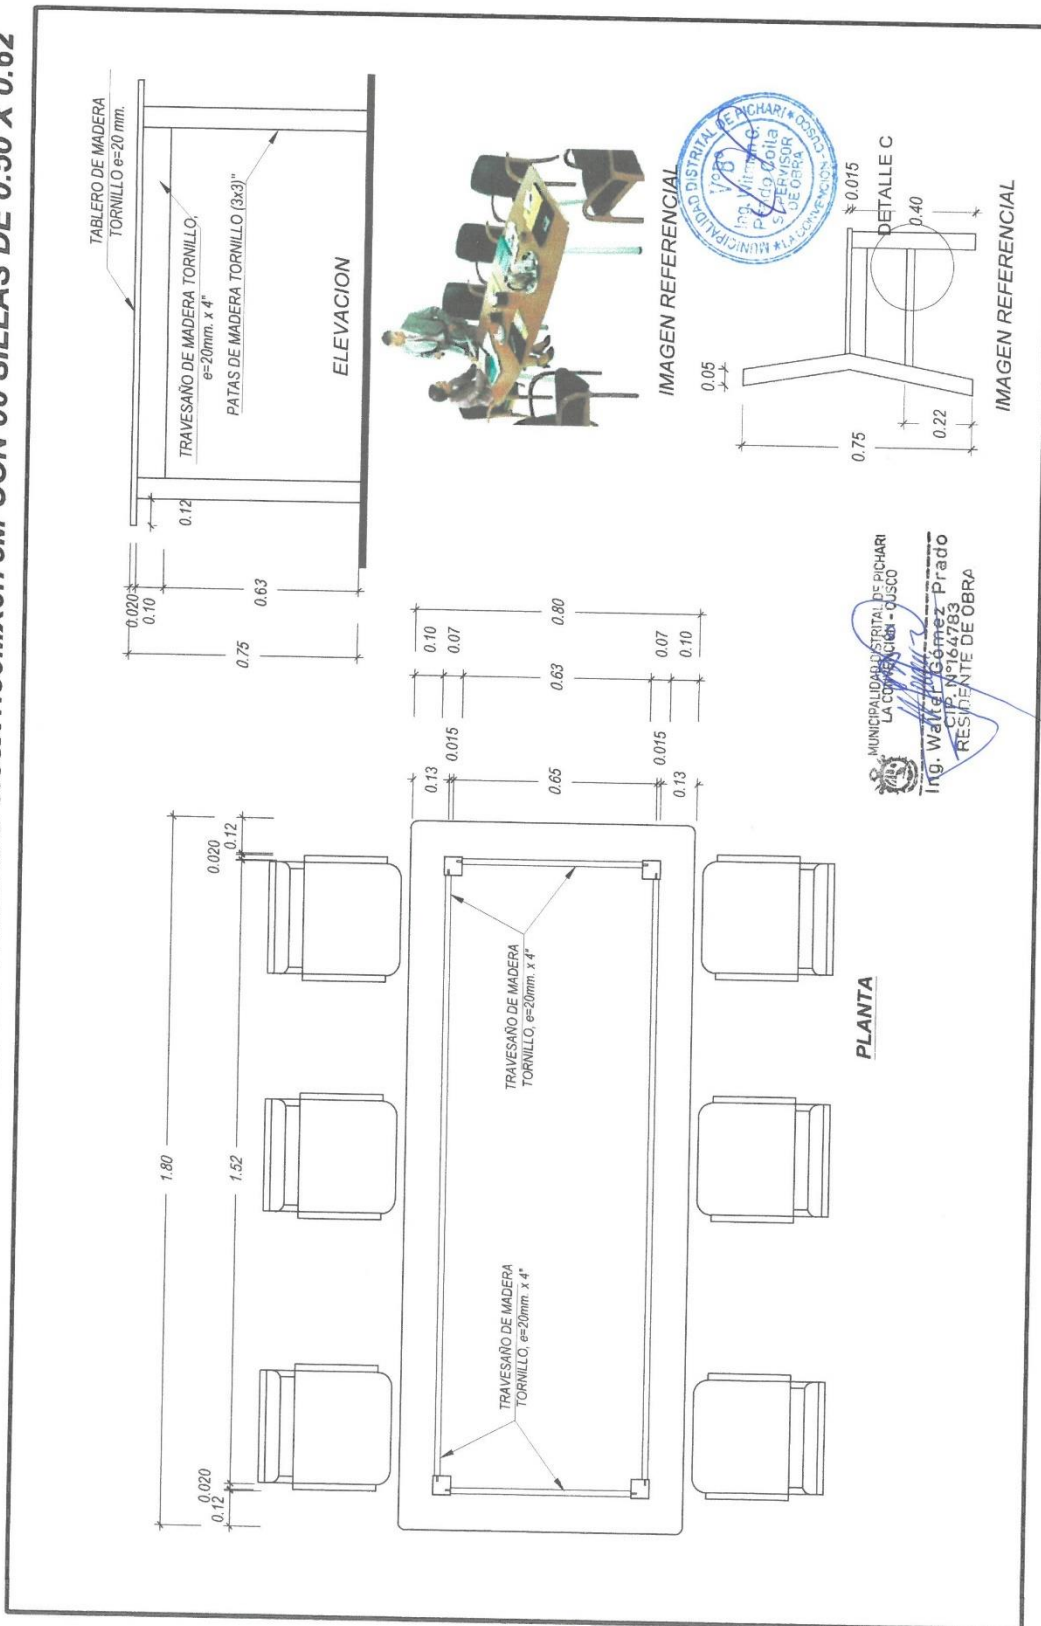 CON 06 SILLAS DE 0.50 X 0.62
TABLERO DE MADERA
TORNILLO e=20 mm.
TRAVESAÑO DE MADERA TORNILLO,
e=20mm. x 4"
PATAS DE MADERA TORNILLO (3x3)"
0.12
0.020
0.10
0.63
0.75
ELEVACION
IMAGEN REFERENCIAL
MUNICIPALIDAD DISTRITAL DE PICHARI
LA CONVENCION - CUSCO
V°B°
Prado Coila
SUPERVISOR
DE OBRA
0.05
0.75
0.22
0.015
DETALLE C
0.40
IMAGEN REFERENCIAL
1.80
0.020
0.12
1.52
0.020
0.12
0.13
0.015
0.65
0.015
0.13
0.10
0.07
0.63
0.07
0.10
0.80
TRAVESAÑO DE MADERA
TORNILLO, e=20mm. x 4"
TRAVESAÑO DE MADERA
TORNILLO, e=20mm. x 4"
PLANTA
MUNICIPALIDAD DISTRITAL DE PICHARI
LA CONVENCIÓN - CUSCO
Ing. Walter Gómez Prado
CIP. N°164783
RESIDENTE DE OBRA